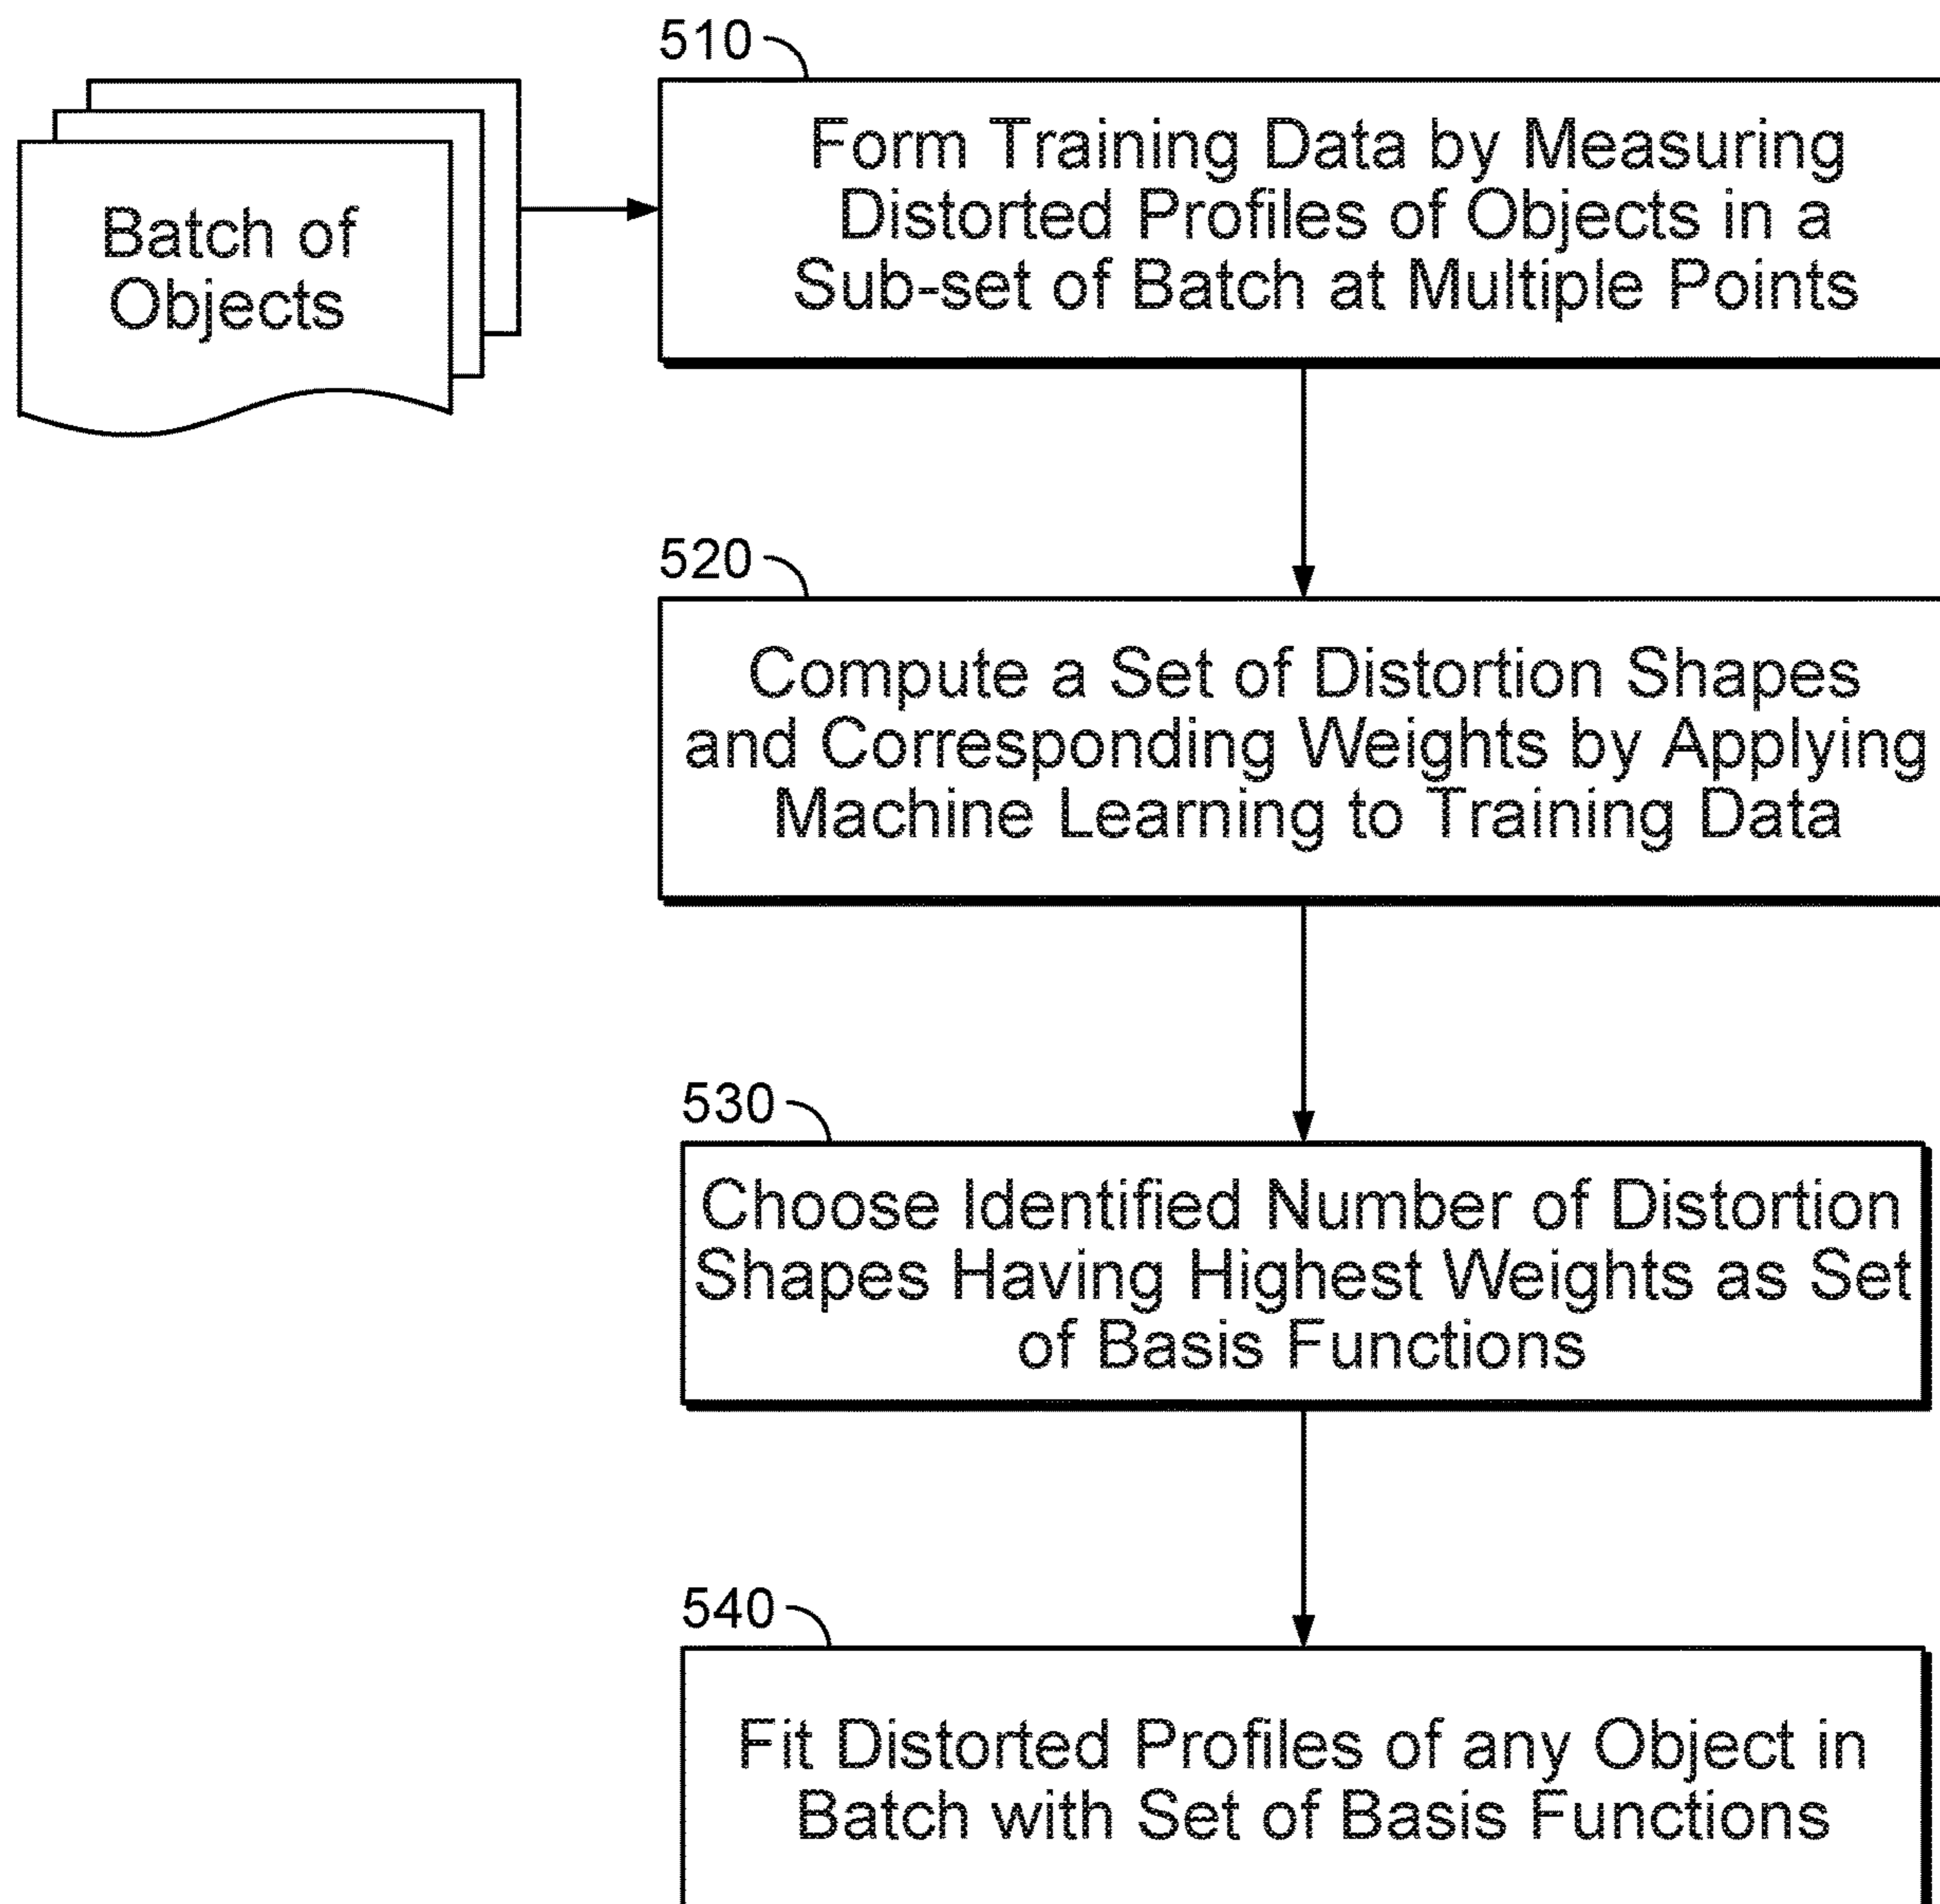 510
Batch of
Objects
Form Training Data by Measuring
Distorted Profiles of Objects in a
Sub-set of Batch at Multiple Points
520
Compute a Set of Distortion Shapes
and Corresponding Weights by Applying
Machine Learning to Training Data
530
Choose Identified Number of Distortion
Shapes Having Highest Weights as Set
of Basis Functions
540
Fit Distorted Profiles of any Object in
Batch with Set of Basis Functions